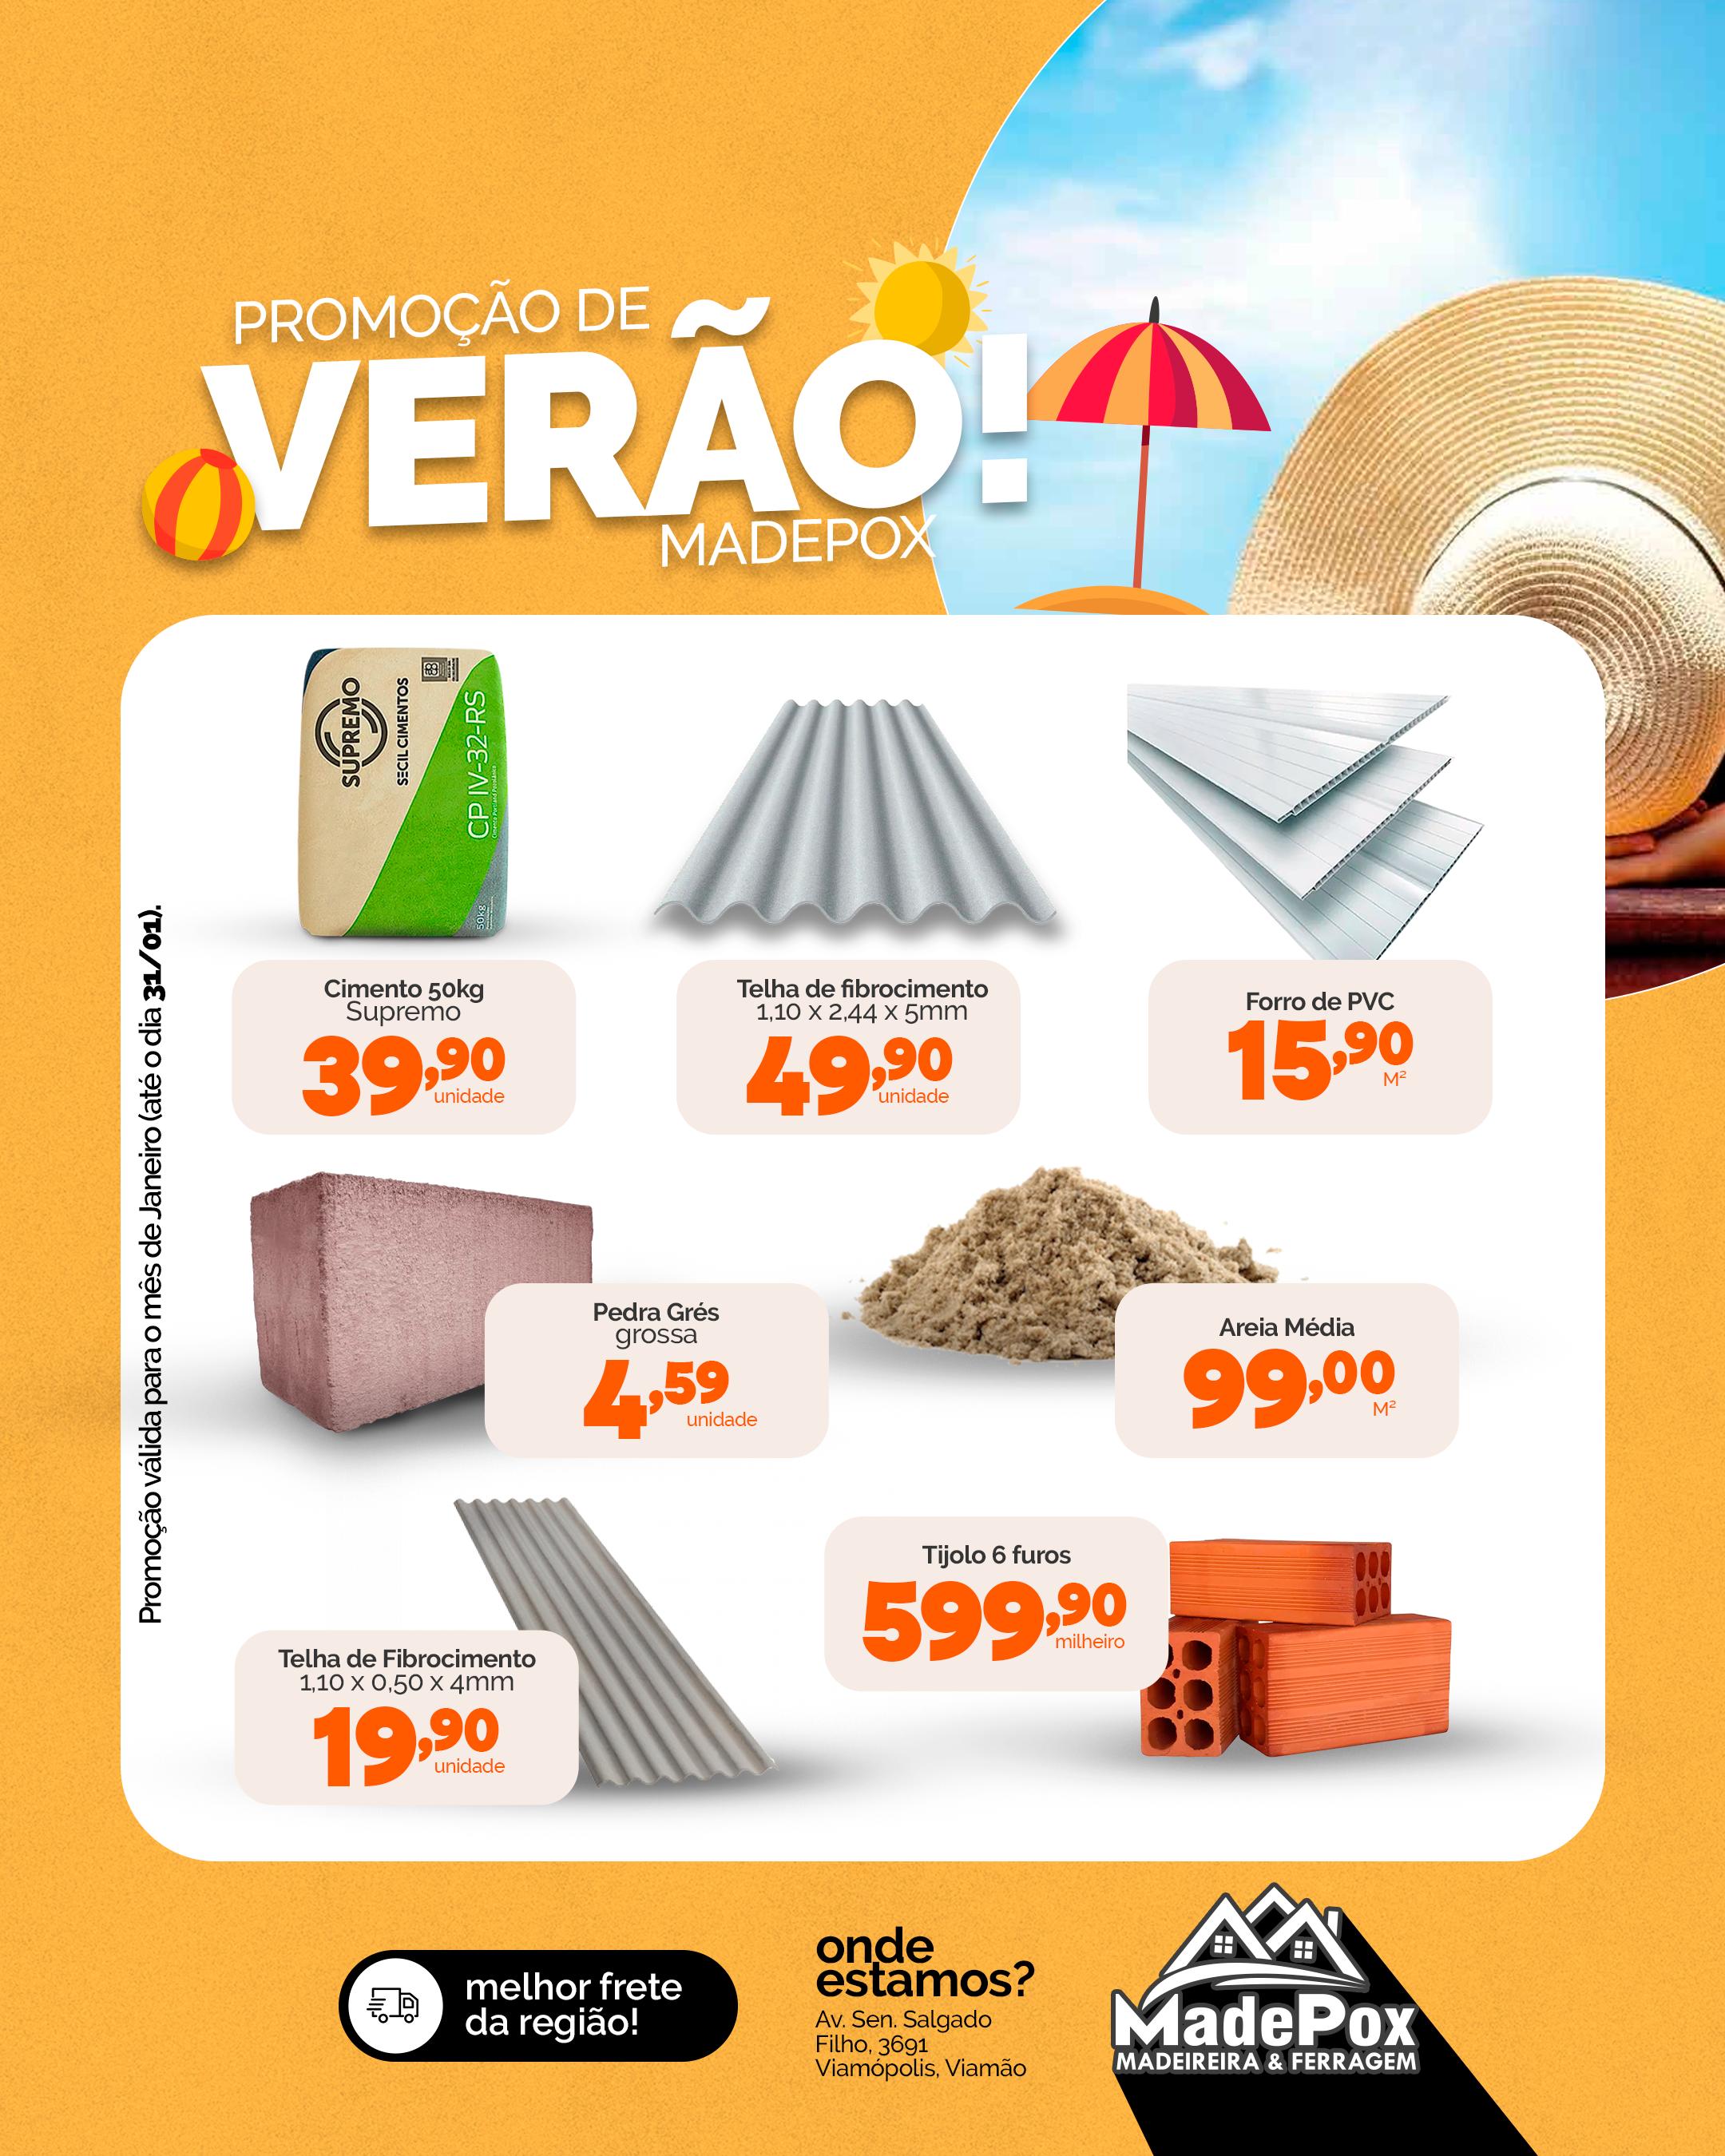 PROMOÇÃO DE
VERÃO!
MADEPOX
Promoção válida para o mês de Janeiro (até o dia 31/01).
SUPREMO
SECIL CIMENTOS
CP IV-32-RS
50kg
Cimento 50kg
Supremo
39,90
unidade
Telha de fibrocimento
1,10 x 2,44 x 5mm
49,90
unidade
Forro de PVC
15,90
M²
Pedra Grés
grossa
4,59
unidade
Areia Média
99,00
M²
Telha de Fibrocimento
1,10 x 0,50 x 4mm
19,90
unidade
Tijolo 6 furos
599,90
milheiro
melhor frete
da região!
onde
estamos?
Av. Sen. Salgado
Filho, 3691
Viamópolis, Viamão
MadePox
MADEIREIRA & FERRAGEM